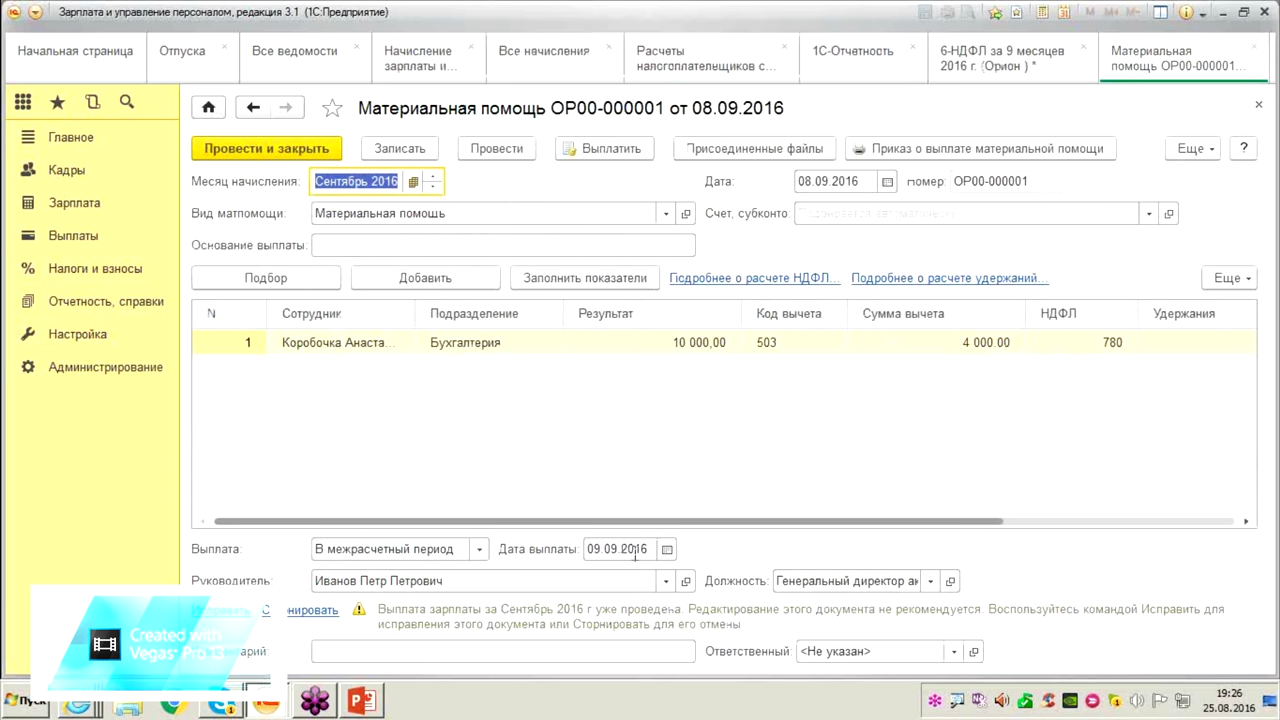 Зарплата и управление персоналом, редакция 3.1 (1С:Предприятие)
M M+ M-
Начальная страница
Отпуска
Все ведомости
Начисление зарплаты и...
Все начисления
Расчеты налогоплательщиков с...
1С-Отчетность
6-НДФЛ за 9 месяцев 2016 г. (Орион ) *
Материальная помощь ОР00-000001...
Главное
Кадры
Зарплата
Выплаты
Налоги и взносы
Отчетность, справки
Настройка
Администрирование
Материальная помощь ОР00-000001 от 08.09.2016
Провести и закрыть Записать Провести Выплатить Присоединенные файлы Приказ о выплате материальной помощи Еще ?
Месяц начисления: Сентябрь 2016 Дата: 08.09.2016 номер: ОР00-000001
Вид матпомощи: Материальная помощь Счет, субконто: Подбирается автоматически
Основание выплаты:
Подбор Добавить Заполнить показатели Подробнее о расчете НДФЛ... Подробнее о расчете удержаний... Еще
N Сотрудник Подразделение Результат Код вычета Сумма вычета НДФЛ Удержания
1 Коробочка Анаста... Бухгалтерия 10 000,00 503 4 000.00 780
Выплата: В межрасчетный период Дата выплаты: 09.09.2016
Руководитель: Иванов Петр Петрович Должность: Генеральный директор ак
Выплата зарплаты за Сентябрь 2016 г уже проведена. Редактирование этого документа не рекомендуется. Воспользуйтесь командой Исправить для
исправления этого документа или Сторнировать для его отмены
Ответственный: <Не указан>
Created with
Vegas Pro 13
Пуск
19:26
25.08.2016